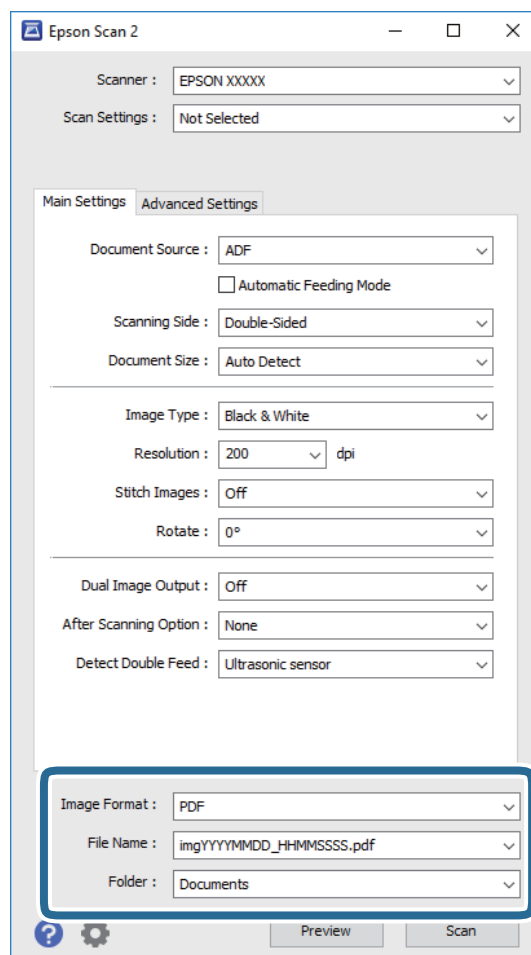 Epson Scan 2
Scanner : EPSON XXXXX
Scan Settings : Not Selected
Main Settings Advanced Settings
Document Source : ADF
Automatic Feeding Mode
Scanning Side : Double-Sided
Document Size : Auto Detect
Image Type : Black & White
Resolution : 200 dpi
Stitch Images : Off
Rotate : 0°
Dual Image Output : Off
After Scanning Option : None
Detect Double Feed : Ultrasonic sensor
Image Format : PDF
File Name : imgYYYYMMDD_HHMMSSSS.pdf
Folder : Documents
? Preview Scan